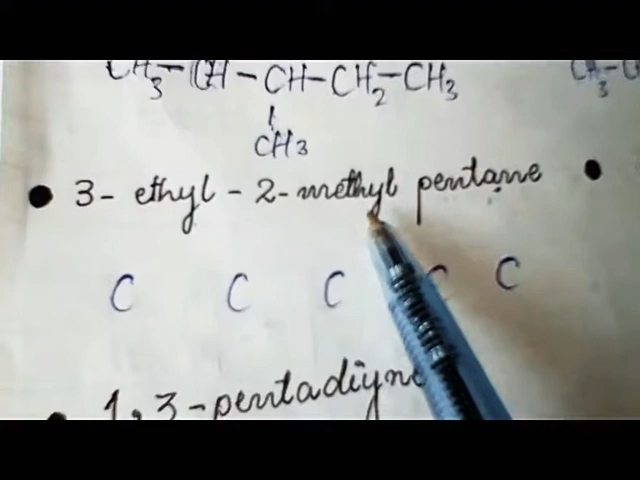 CH3-CH-CH-CH2-CH3
CH3
3- ethyl - 2- methyl pentane
C C C C C
1,3-pentadiyne